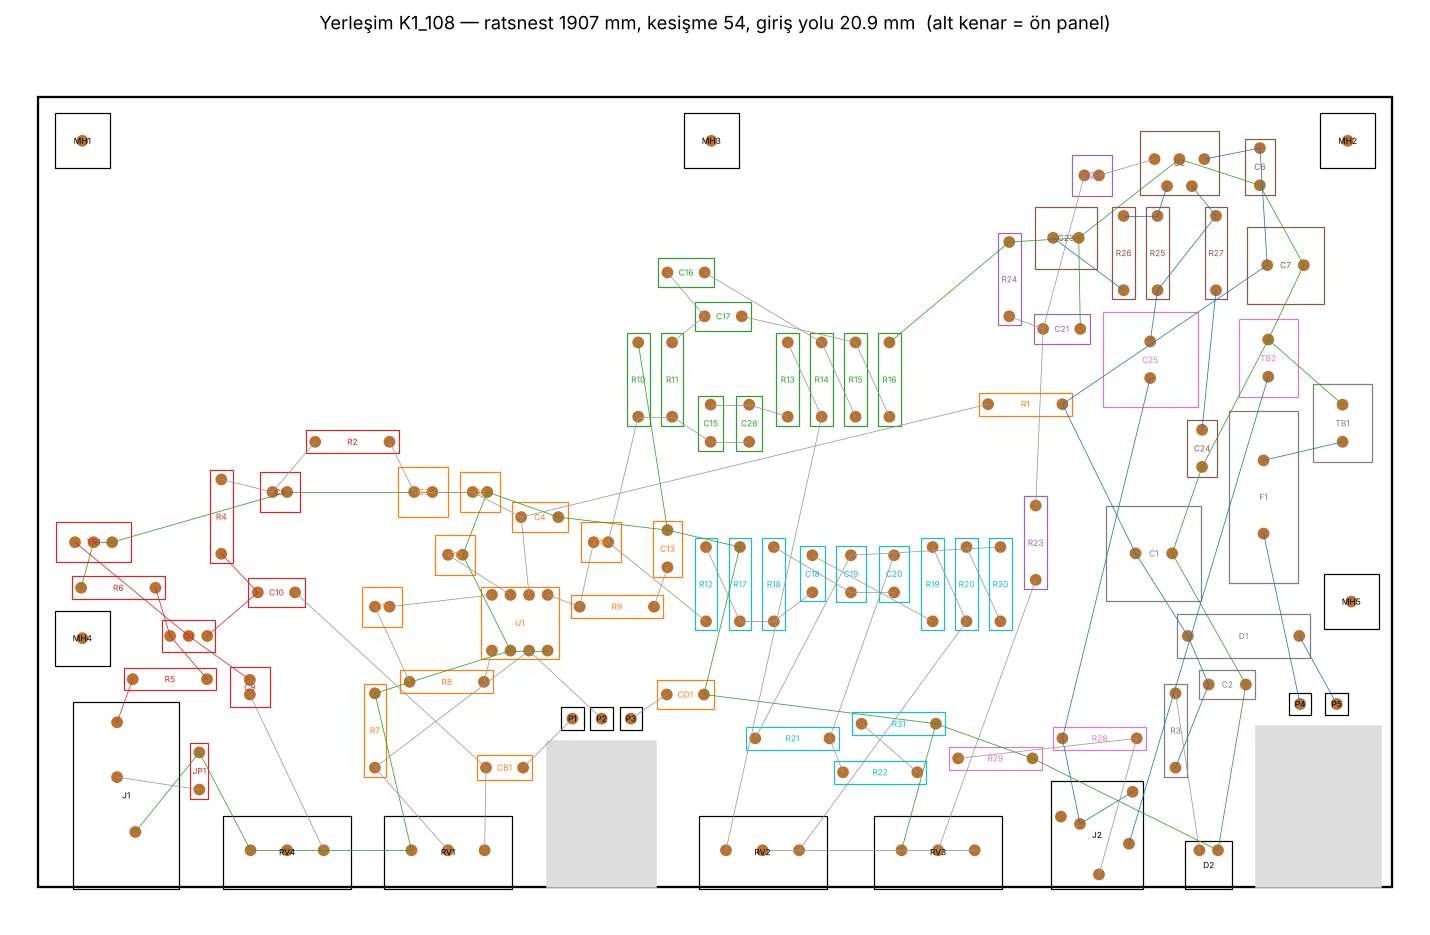 Yerleşim K1_108 — ratsnest 1907 mm, kesişme 54, giriş yolu 20.9 mm  (alt kenar = ön panel)
MH1
MH3
MH2
C6
C23
R26
R25
R27
C7
R24
C16
C17
C21
C25
TB2
R10
R11
R13
R14
R15
R16
R1
C15
C26
TB1
R2
C24
F1
R4
C4
R23
C13
C1
R6
C10
R12
R17
R18
C18
C19
C20
R19
R20
R30
MH5
R9
U1
MH4
D1
R5
R8
C2
CD1
P1
P2
P3
P4
P5
R7
R31
R21
R28
R3
R29
JP1
CB1
R22
J1
J2
RV4
RV1
RV2
RV3
D2